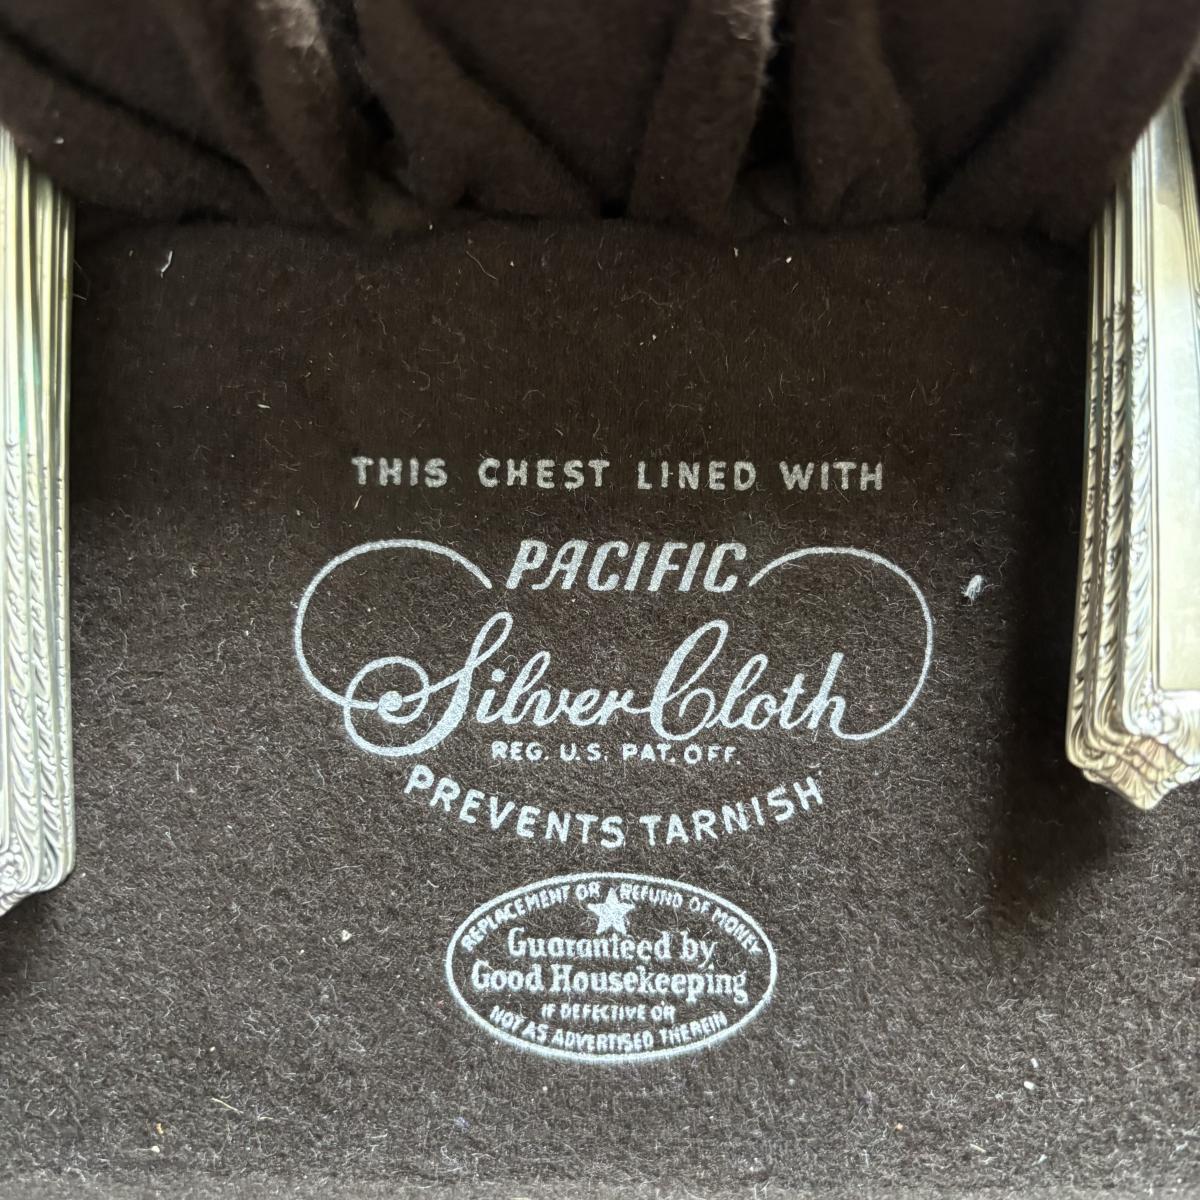 THIS CHEST LINED WITH
PACIFIC
Silver Cloth
REG. U.S. PAT. OFF.
PREVENTS TARNISH
REPLACEMENT OR REFUND OF MONEY
Guaranteed by
Good Housekeeping
IF DEFECTIVE OR
NOT AS ADVERTISED THEREIN